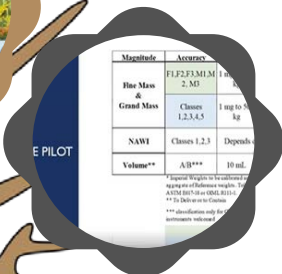 Magnitude Accuracy
Fine Mass
&
Grand Mass
F1,F2,F3,M1,M
2, M3
1 mg
kg
Classes
1,2,3,4,5
1 mg to 5
kg
NAWI Classes 1,2,3 Depends
Volume** A/B*** 10 mL
E PILOT
* Imperial Weights to be calibrated
aggregate of Reference weights.
ASTM E617-18 or OIML R111-1.
** To Deliver or to Contain
*** classification only for
instruments welcomed